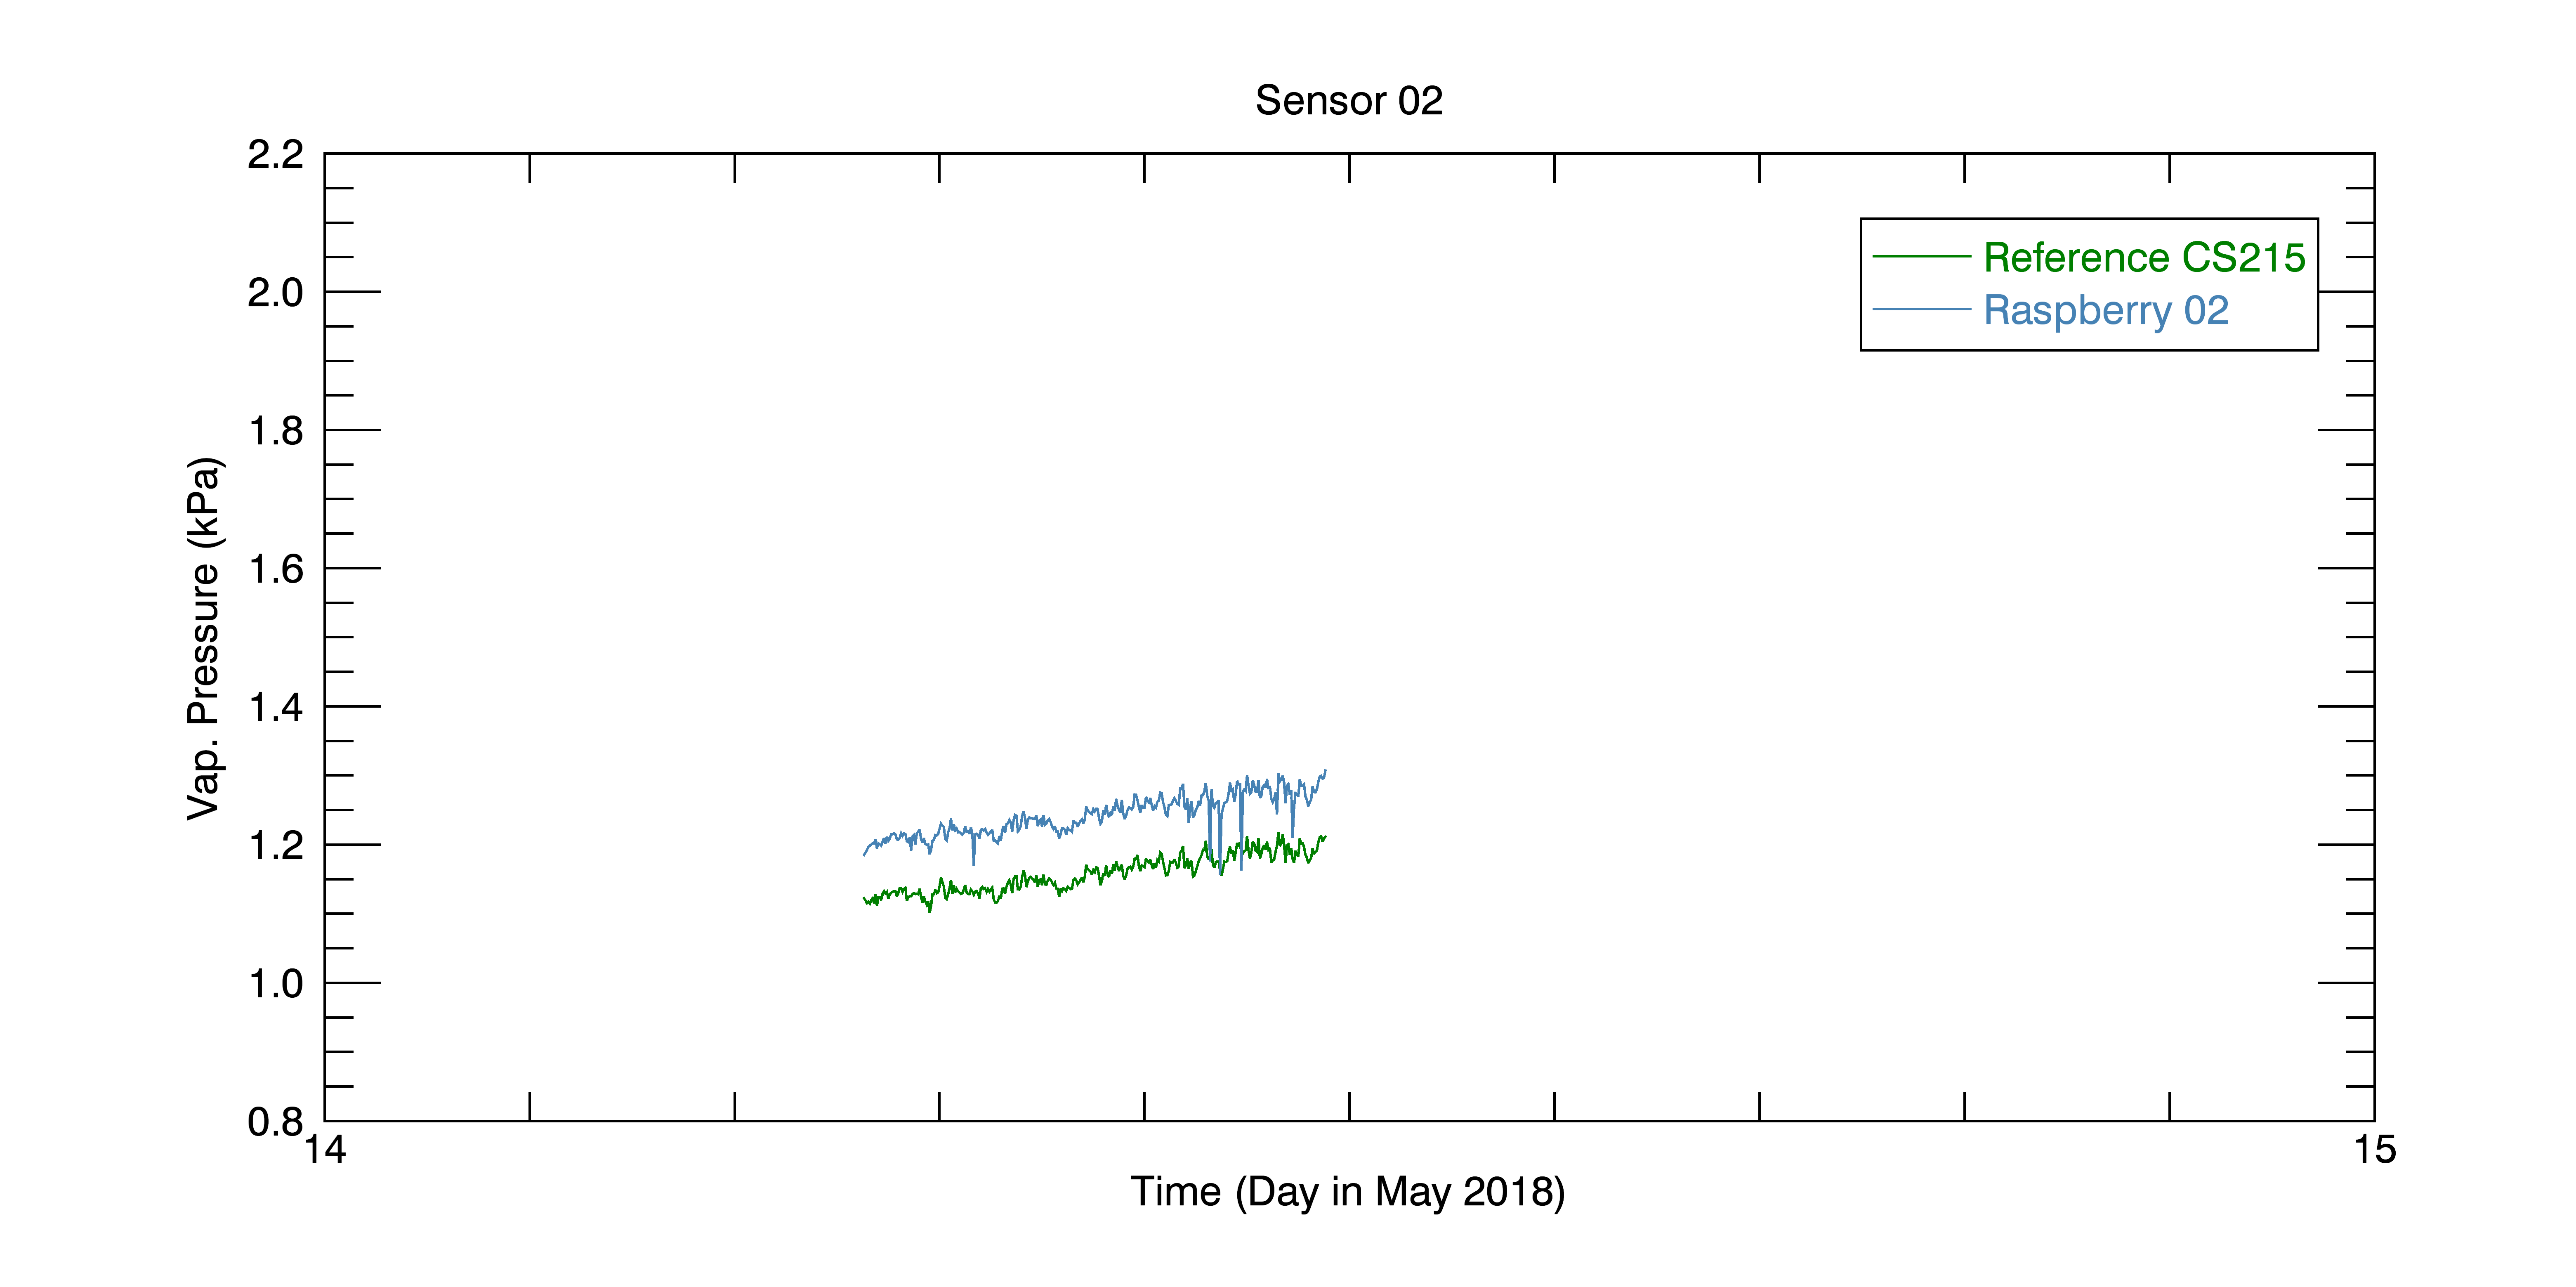 Sensor 02
2.2
2.0
1.8
1.6
1.4
1.2
1.0
0.8
Vap. Pressure (kPa)
Reference CS215
Raspberry 02
14
15
Time (Day in May 2018)